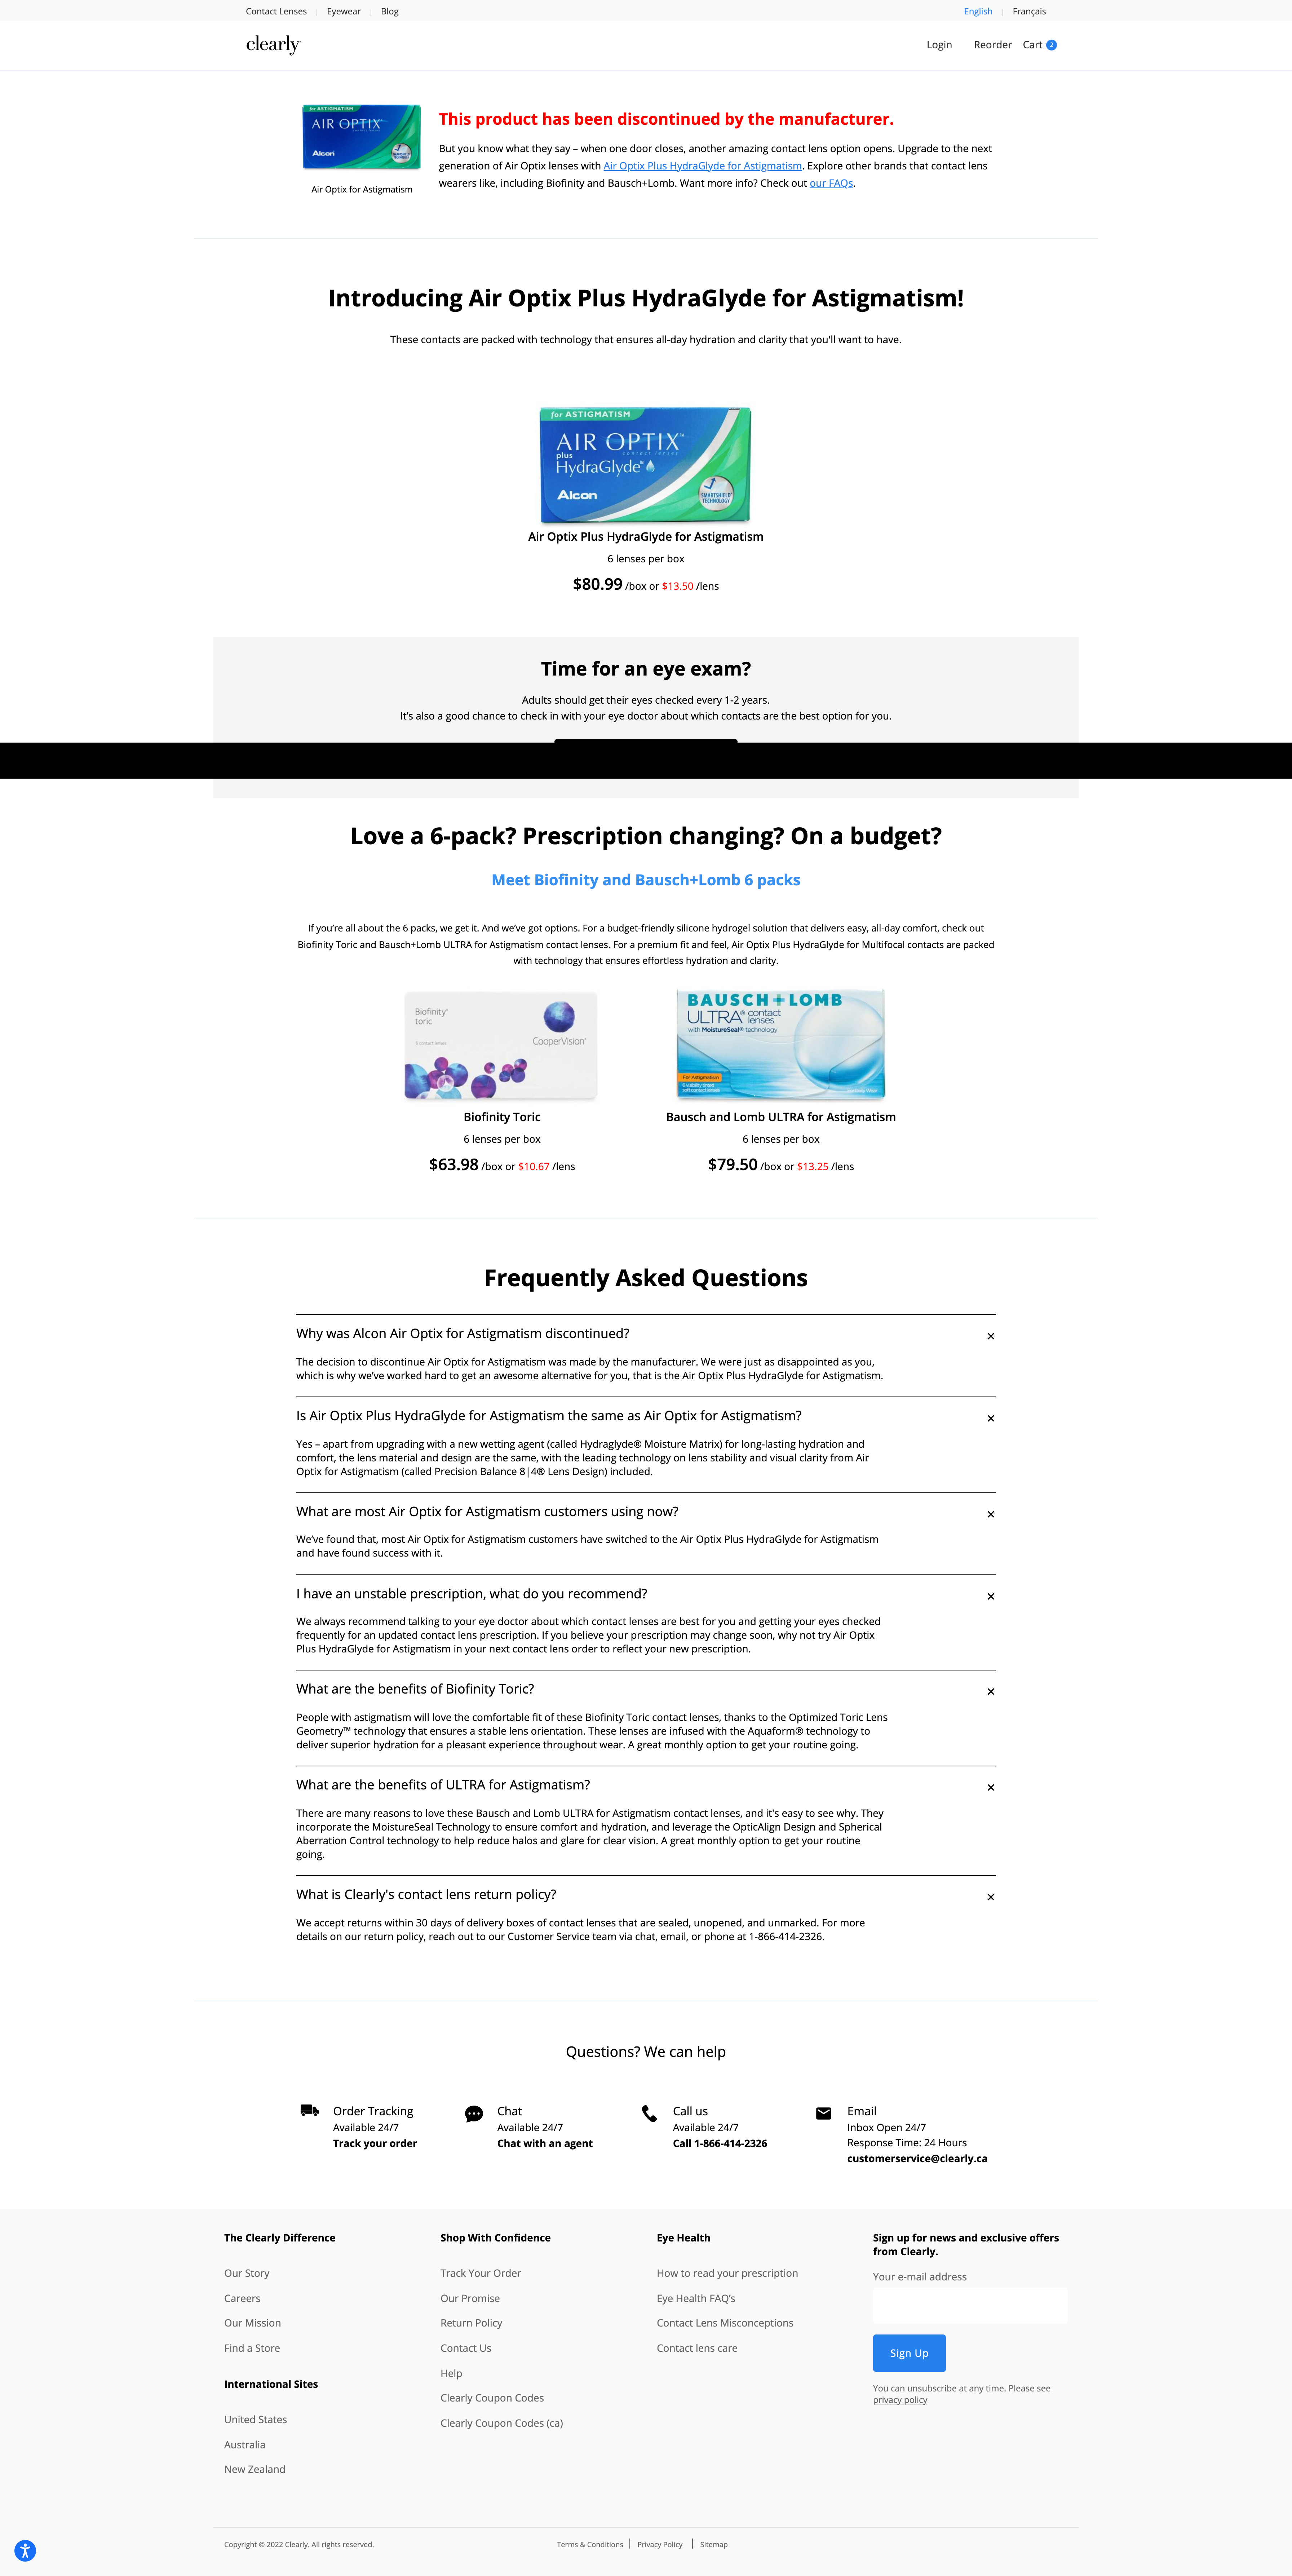 Contact Lenses | Eyewear | Blog
English | Français
clearly
Login Reorder Cart 2
for ASTIGMATISM
AIR OPTIX
Alcon
Air Optix for Astigmatism
This product has been discontinued by the manufacturer.
But you know what they say – when one door closes, another amazing contact lens option opens. Upgrade to the next
generation of Air Optix lenses with Air Optix Plus HydraGlyde for Astigmatism. Explore other brands that contact lens
wearers like, including Biofinity and Bausch+Lomb. Want more info? Check out our FAQs.
Introducing Air Optix Plus HydraGlyde for Astigmatism!
These contacts are packed with technology that ensures all-day hydration and clarity that you'll want to have.
for ASTIGMATISM
AIR OPTIX™
plus contact lenses
HydraGlyde™
Alcon
SMARTSHIELD
TECHNOLOGY
Air Optix Plus HydraGlyde for Astigmatism
6 lenses per box
$80.99 /box or $13.50 /lens
Time for an eye exam?
Adults should get their eyes checked every 1-2 years.
It’s also a good chance to check in with your eye doctor about which contacts are the best option for you.
Love a 6-pack? Prescription changing? On a budget?
Meet Biofinity and Bausch+Lomb 6 packs
If you’re all about the 6 packs, we get it. And we’ve got options. For a budget-friendly silicone hydrogel solution that delivers easy, all-day comfort, check out
Biofinity Toric and Bausch+Lomb ULTRA for Astigmatism contact lenses. For a premium fit and feel, Air Optix Plus HydraGlyde for Multifocal contacts are packed
with technology that ensures effortless hydration and clarity.
Biofinity®
toric
6 contact lenses
CooperVision®
BAUSCH+LOMB
ULTRA® contact
lenses
with MoistureSeal® technology
For Astigmatism
6 visibility tinted
soft contact lenses
Biofinity Toric
6 lenses per box
$63.98 /box or $10.67 /lens
Bausch and Lomb ULTRA for Astigmatism
6 lenses per box
$79.50 /box or $13.25 /lens
Frequently Asked Questions
Why was Alcon Air Optix for Astigmatism discontinued?
The decision to discontinue Air Optix for Astigmatism was made by the manufacturer. We were just as disappointed as you,
which is why we’ve worked hard to get an awesome alternative for you, that is the Air Optix Plus HydraGlyde for Astigmatism.
Is Air Optix Plus HydraGlyde for Astigmatism the same as Air Optix for Astigmatism?
Yes – apart from upgrading with a new wetting agent (called Hydraglyde® Moisture Matrix) for long-lasting hydration and
comfort, the lens material and design are the same, with the leading technology on lens stability and visual clarity from Air
Optix for Astigmatism (called Precision Balance 8|4® Lens Design) included.
What are most Air Optix for Astigmatism customers using now?
We’ve found that, most Air Optix for Astigmatism customers have switched to the Air Optix Plus HydraGlyde for Astigmatism
and have found success with it.
I have an unstable prescription, what do you recommend?
We always recommend talking to your eye doctor about which contact lenses are best for you and getting your eyes checked
frequently for an updated contact lens prescription. If you believe your prescription may change soon, why not try Air Optix
Plus HydraGlyde for Astigmatism in your next contact lens order to reflect your new prescription.
What are the benefits of Biofinity Toric?
People with astigmatism will love the comfortable fit of these Biofinity Toric contact lenses, thanks to the Optimized Toric Lens
Geometry™ technology that ensures a stable lens orientation. These lenses are infused with the Aquaform® technology to
deliver superior hydration for a pleasant experience throughout wear. A great monthly option to get your routine going.
What are the benefits of ULTRA for Astigmatism?
There are many reasons to love these Bausch and Lomb ULTRA for Astigmatism contact lenses, and it's easy to see why. They
incorporate the MoistureSeal Technology to ensure comfort and hydration, and leverage the OpticAlign Design and Spherical
Aberration Control technology to help reduce halos and glare for clear vision. A great monthly option to get your routine
going.
What is Clearly's contact lens return policy?
We accept returns within 30 days of delivery boxes of contact lenses that are sealed, unopened, and unmarked. For more
details on our return policy, reach out to our Customer Service team via chat, email, or phone at 1-866-414-2326.
Questions? We can help
Order Tracking
Available 24/7
Track your order
Chat
Available 24/7
Chat with an agent
Call us
Available 24/7
Call 1-866-414-2326
Email
Inbox Open 24/7
Response Time: 24 Hours
customerservice@clearly.ca
The Clearly Difference
Our Story
Careers
Our Mission
Find a Store
International Sites
United States
Australia
New Zealand
Shop With Confidence
Track Your Order
Our Promise
Return Policy
Contact Us
Help
Clearly Coupon Codes
Clearly Coupon Codes (ca)
Eye Health
How to read your prescription
Eye Health FAQ’s
Contact Lens Misconceptions
Contact lens care
Sign up for news and exclusive offers
from Clearly.
Your e-mail address
Sign Up
You can unsubscribe at any time. Please see
privacy policy
Copyright © 2022 Clearly. All rights reserved.
Terms & Conditions | Privacy Policy | Sitemap